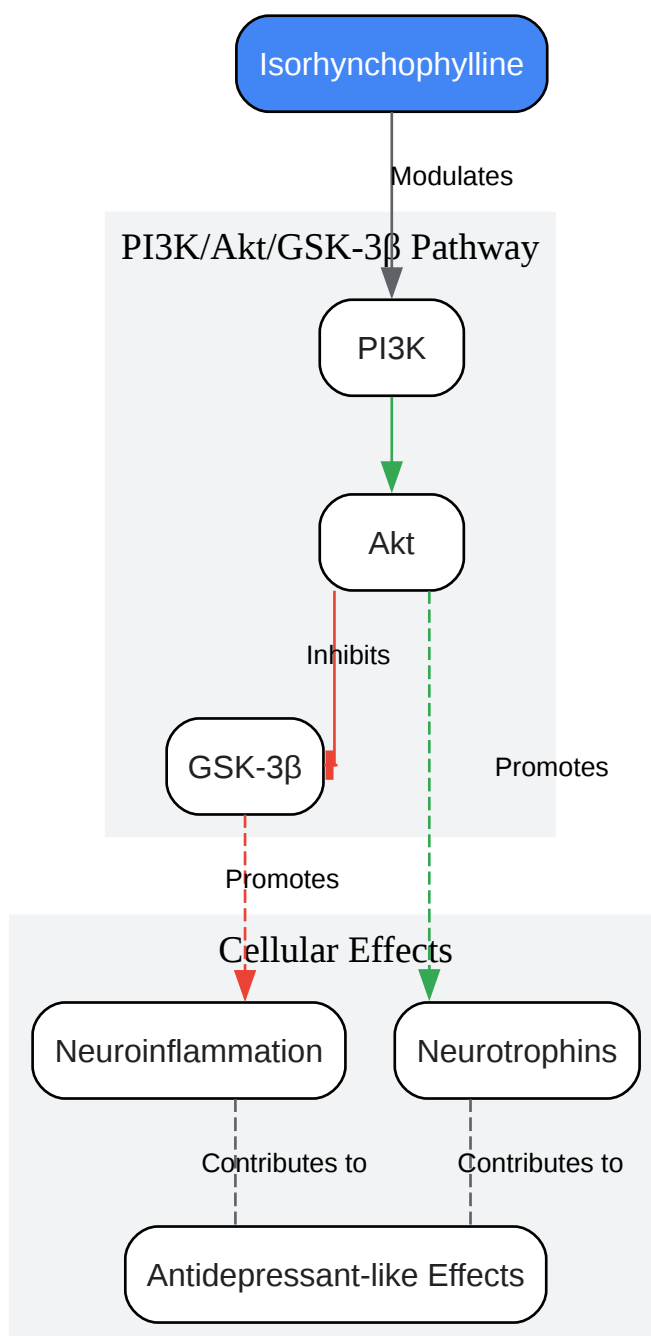 Isorhynchophylline
Modulates
PI3K/Akt/GSK-3β Pathway
PI3K
Akt
Inhibits
GSK-3β
Promotes
Promotes
Cellular Effects
Neuroinflammation
Neurotrophins
Contributes to
Contributes to
Antidepressant-like Effects